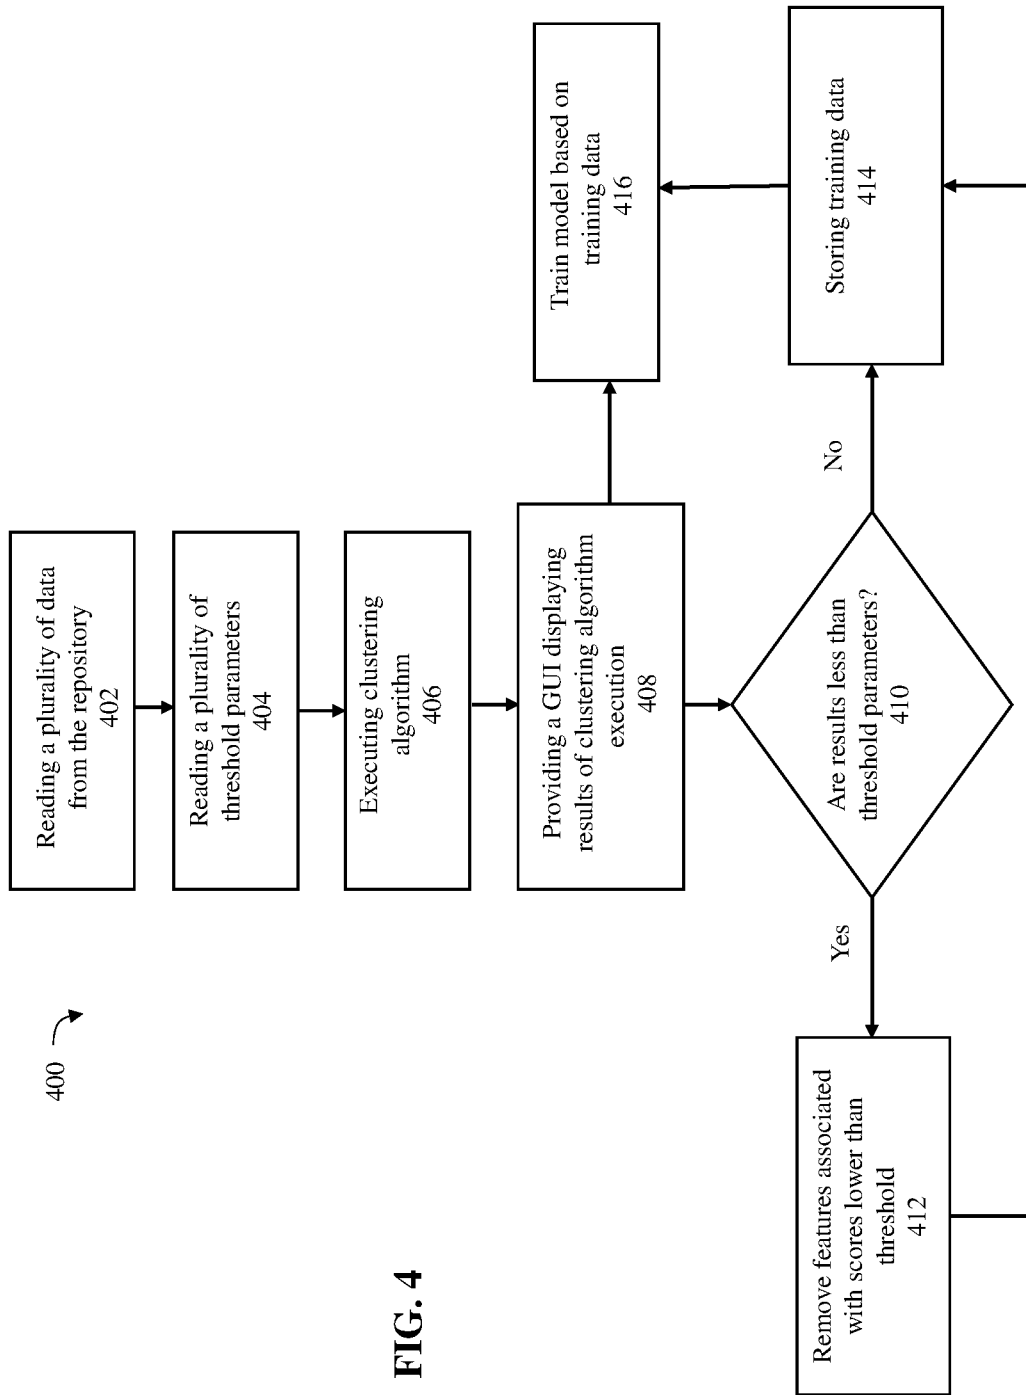 400
Reading a plurality of data
from the repository
402
Reading a plurality of
threshold parameters
404
Executing clustering
algorithm
406
Providing a GUI displaying
results of clustering algorithm
execution
408
Train model based on
training data
416
Are results less than
threshold parameters?
410
Yes
No
Remove features associated
with scores lower than
threshold
412
Storing training data
414
FIG. 4